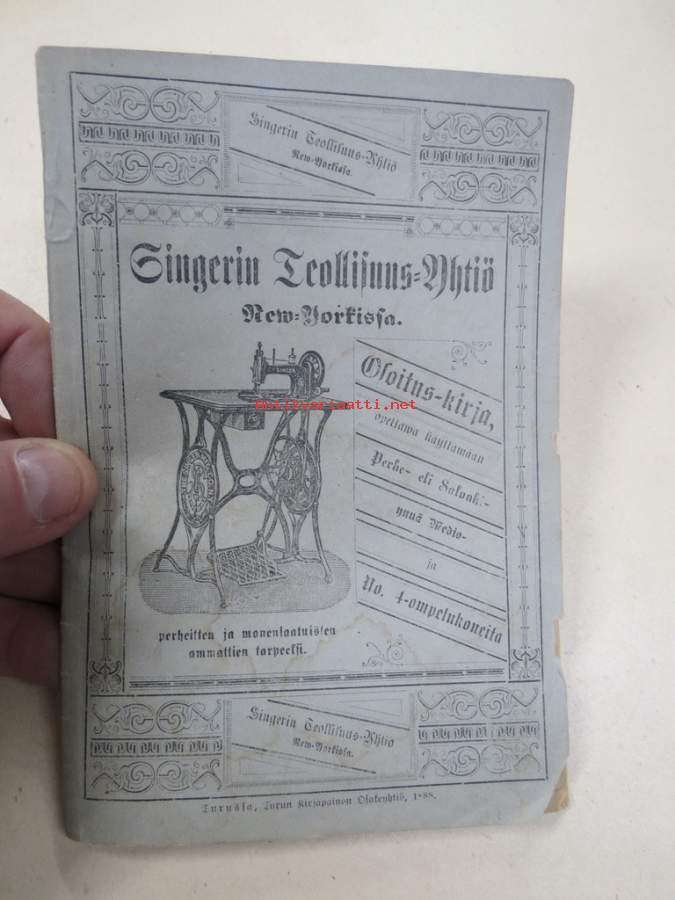 Singerin Teollisuus-Yhtiö
New-Yorkissa.
Singerin Teollisuus-Yhtiö
New-Yorkissa.
SINGER
antikvariaatti.net
Osoitus-kirja,
opettawa käyttämään
Perhe- eli Salonki-
ynnä Medio-
ja
No. 4-ompelukoneita
perheitten ja monenlaatuisten
ammattien tarpeeksi.
Singerin Teollisuus-Yhtiö
New-Yorkissa.
Turussa, Turun Kirjapainon Osakeyhtiö, 1888.